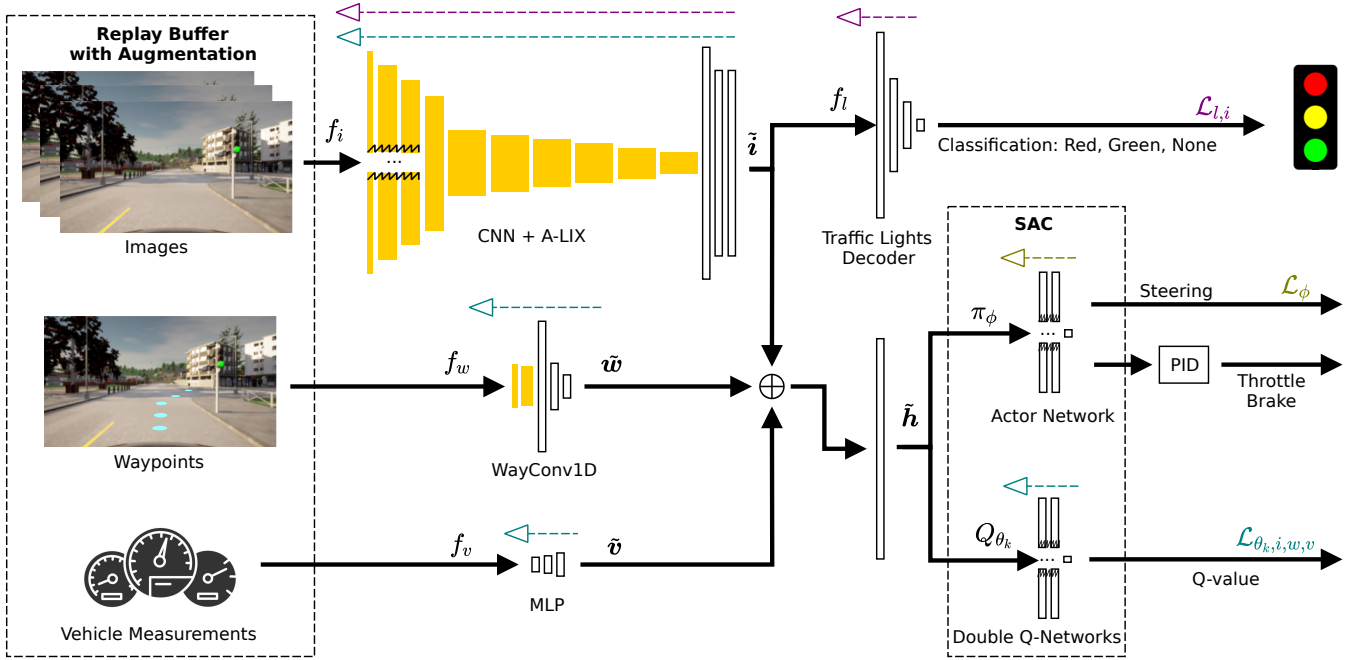 Replay Buffer
with Augmentation
Images
Waypoints
Vehicle Measurements
f_i
...
CNN + A-LIX
ĩ
f_w
WayConv1D
w̃
f_v
MLP
ṽ
f_l
Traffic Lights
Decoder
ℒ_{l,i}
Classification: Red, Green, None
h̃
SAC
π_ϕ
...
Actor Network
Steering
ℒ_ϕ
PID
Throttle
Brake
Q_{θ_k}
...
Double Q-Networks
ℒ_{θ_k,i,w,v}
Q-value